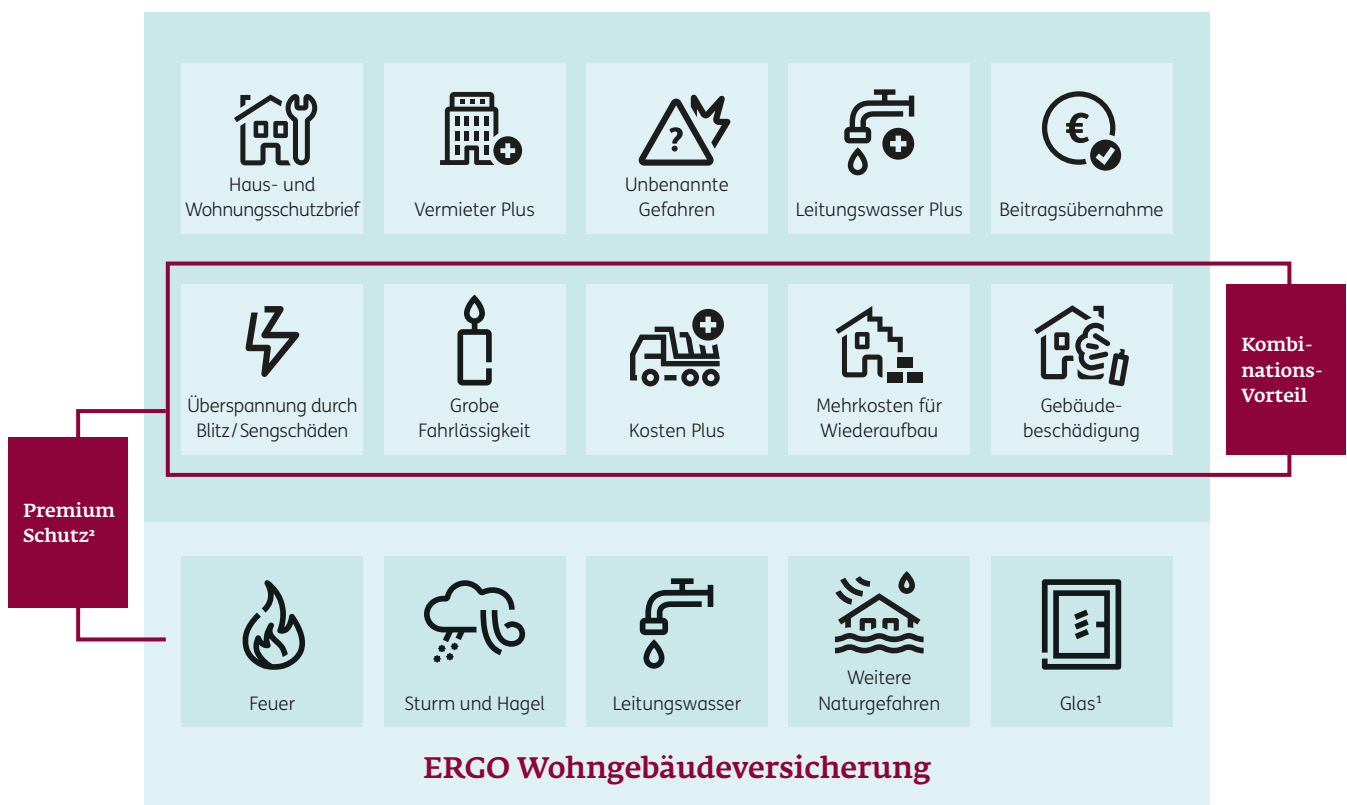 Haus- und
Wohnungsschutzbrief
Vermieter Plus
?
Unbenannte
Gefahren
Leitungswasser Plus
€
Beitragsübernahme
Überspannung durch
Blitz/Sengschäden
Grobe
Fahrlässigkeit
Kosten Plus
Mehrkosten für
Wiederaufbau
Gebäude-
beschädigung
Kombi-
nations-
Vorteil
Premium
Schutz²
Feuer
Sturm und Hagel
Leitungswasser
Weitere
Naturgefahren
Glas¹
ERGO Wohngebäudeversicherung